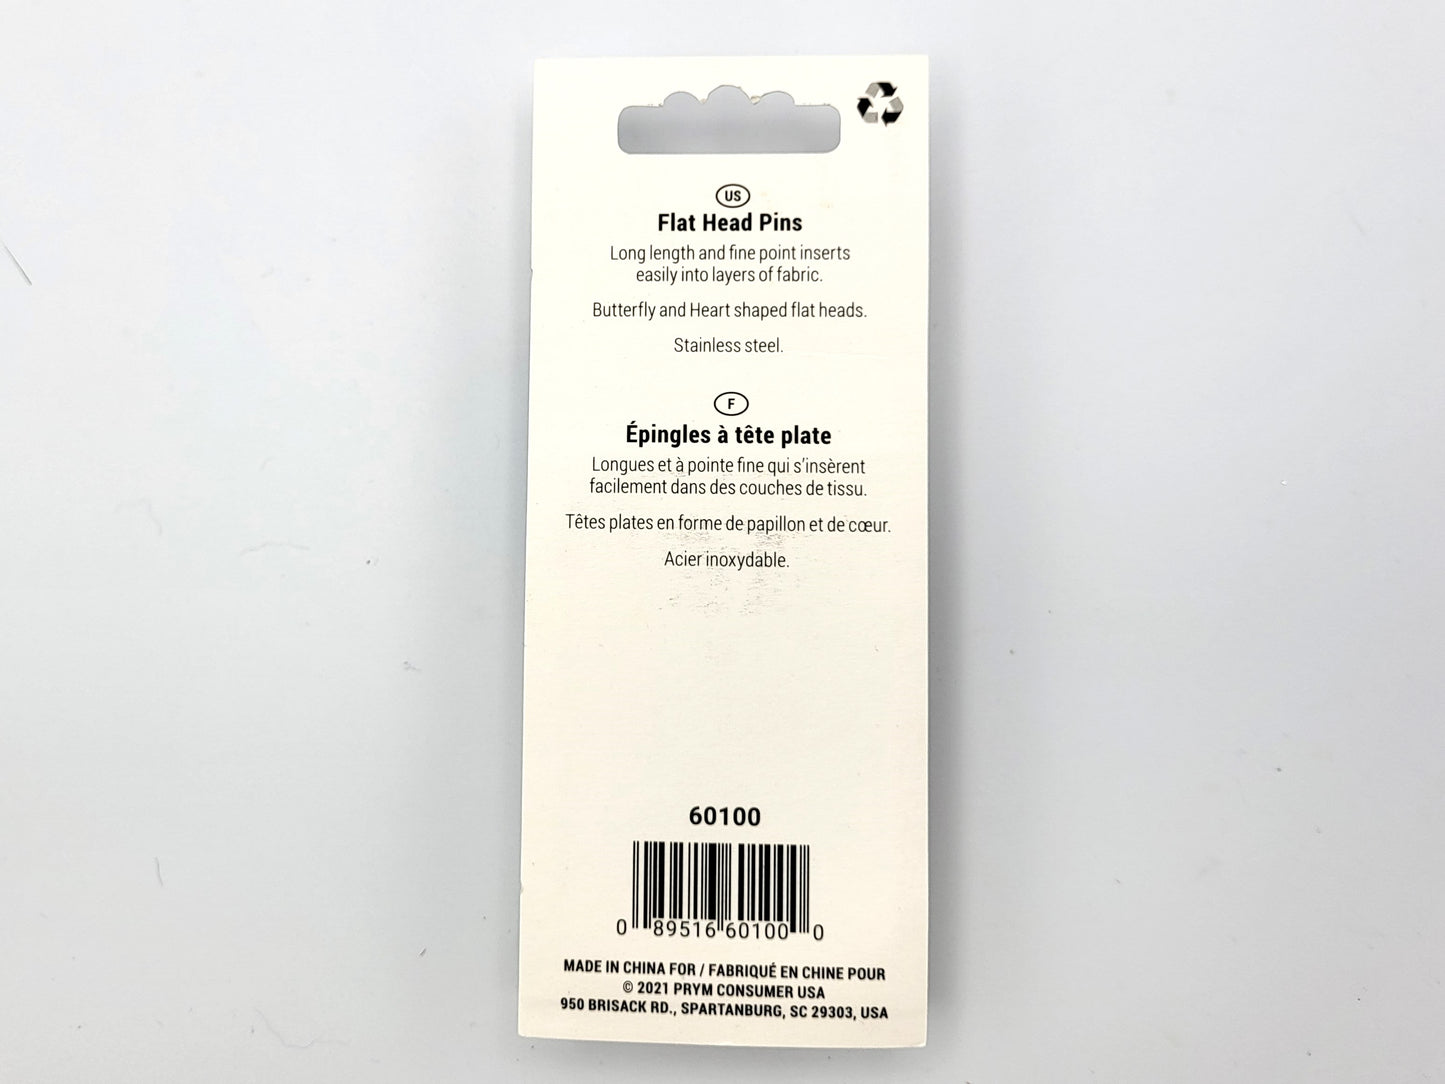 US
Flat Head Pins
Long length and fine point inserts
easily into layers of fabric.
Butterfly and Heart shaped flat heads.
Stainless steel.
F
Épingles à tête plate
Longues et à pointe fine qui s'insèrent
facilement dans des couches de tissu.
Têtes plates en forme de papillon et de cœur.
Acier inoxydable.
60100
0 89516 60100 0
MADE IN CHINA FOR / FABRIQUÉ EN CHINE POUR
© 2021 PRYM CONSUMER USA
950 BRISACK RD., SPARTANBURG, SC 29303, USA